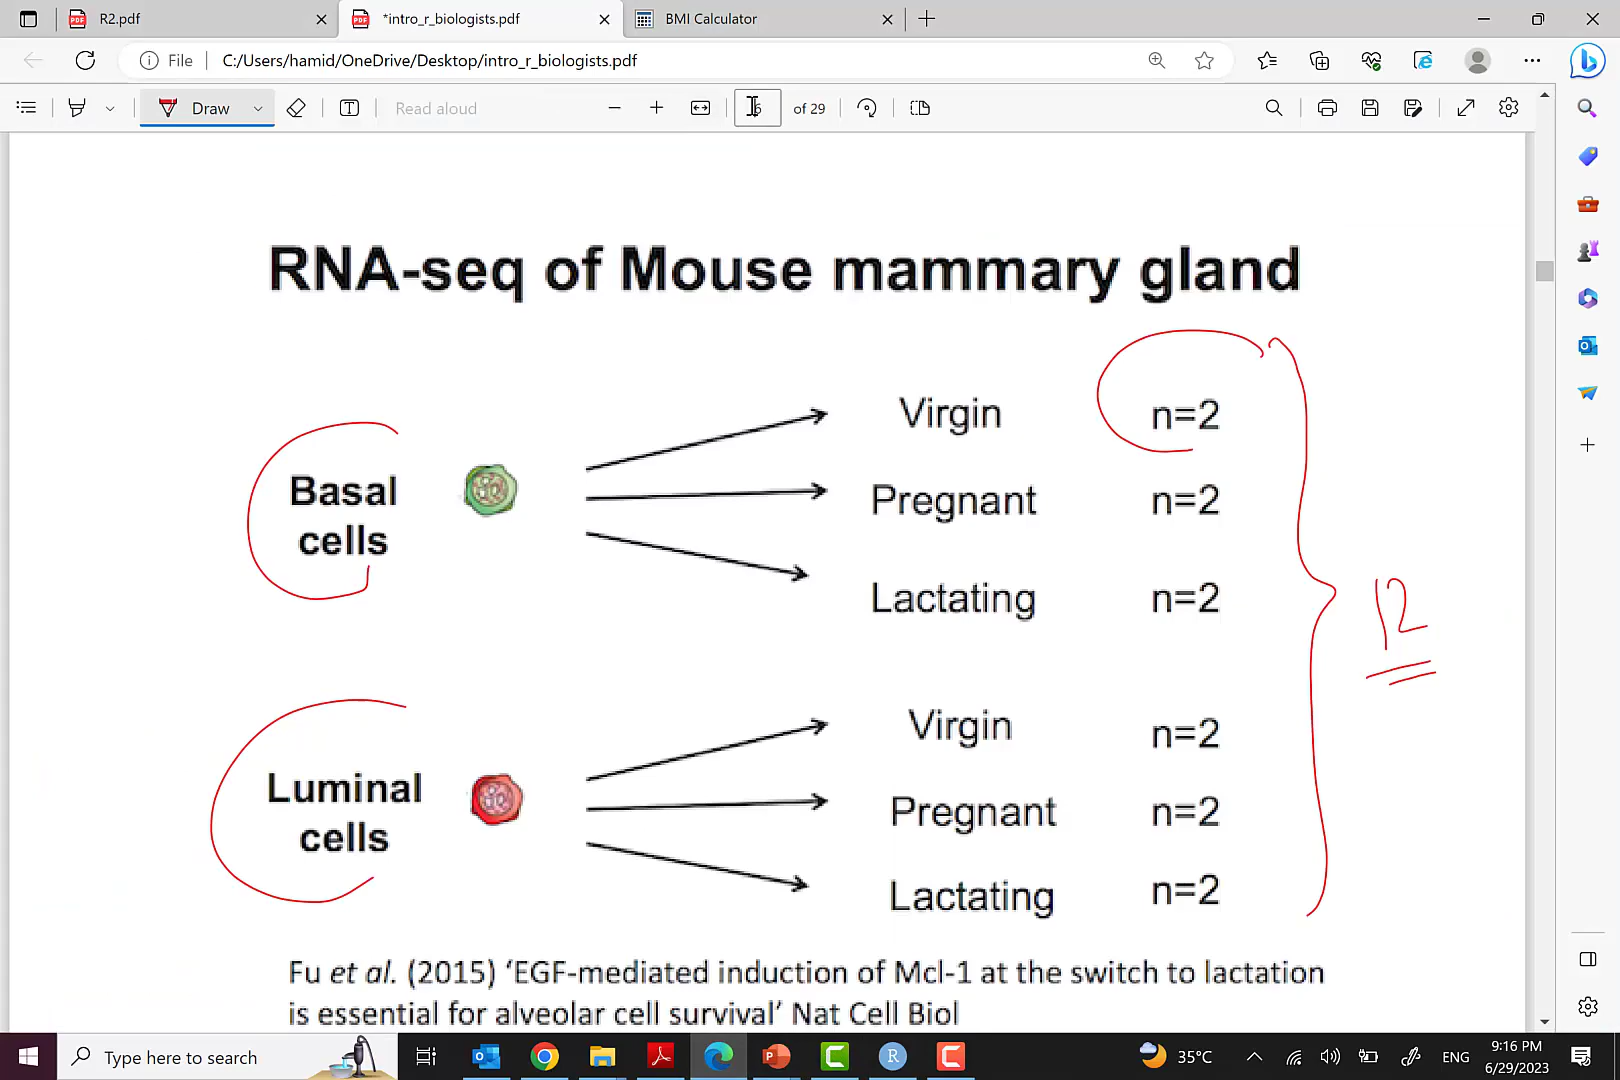 R2.pdf
*intro_r_biologists.pdf
BMI Calculator
File
C:/Users/hamid/OneDrive/Desktop/intro_r_biologists.pdf
Draw
Read aloud
of 29
RNA-seq of Mouse mammary gland
Virgin n=2
Basal cells
Pregnant n=2
Lactating n=2
12
Virgin n=2
Luminal cells
Pregnant n=2
Lactating n=2
Fu et al. (2015) ‘EGF-mediated induction of Mcl-1 at the switch to lactation
is essential for alveolar cell survival’ Nat Cell Biol
Type here to search
35°C
ENG
9:16 PM
6/29/2023